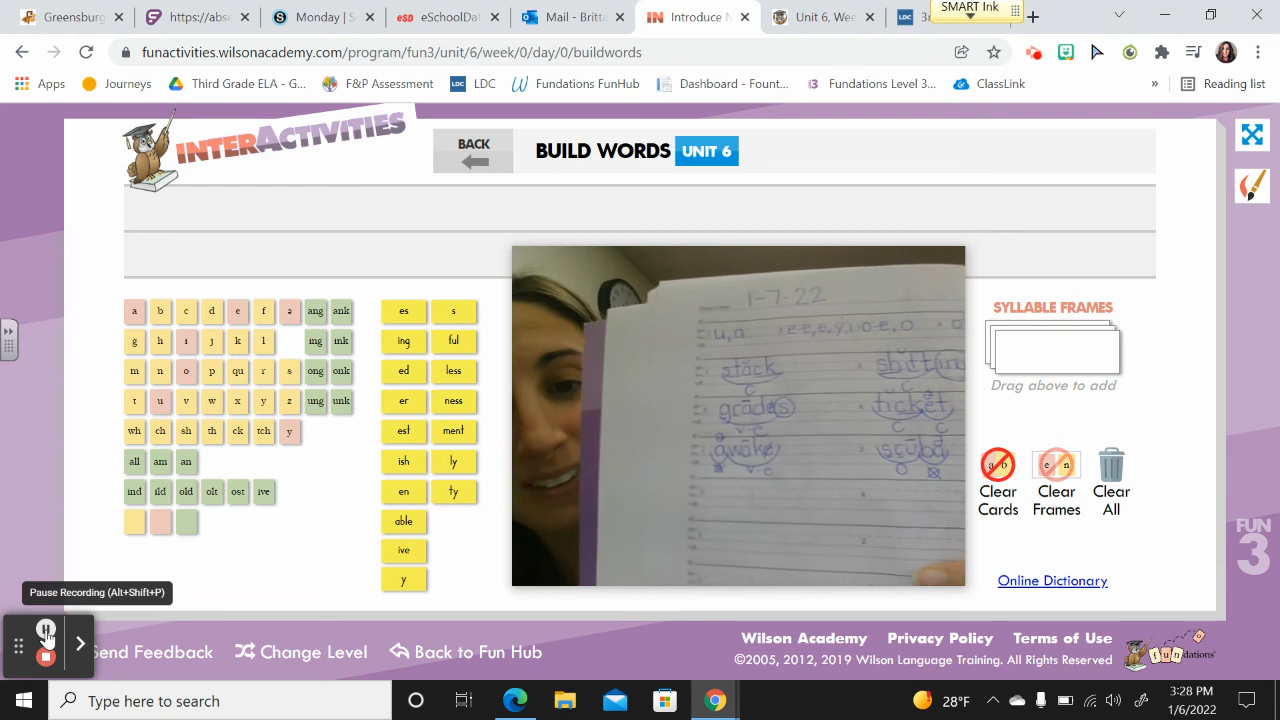 Greensburg
https//abse
Monday | S
eSchoolDat
Mail - Britta
Introduce N
Unit 6, Wee
SMART Ink
funactivities.wilsonacademy.com/program/fun3/unit/6/week/0/day/0/buildwords
Apps Journeys Third Grade ELA - G... F&P Assessment LDC Fundations FunHub Dashboard - Fount... Fundations Level 3... ClassLink » Reading list
INTERACTIVITIES
BACK
BUILD WORDS UNIT 6
a b c d e f ə ang ank
g h i j k l ing ink
m n o p qu r s ong onk
t u v w x y z ung unk
wh ch sh th ck tch y
all am an
ind ild old olt ost ive
es s
ing ful
ed less
er ness
est ment
ish ly
en ty
able
ive
y
1-7-22
u, a e-e, e, y, i, o-e, o
stack shift in
c c
grades ticket
v-e c c
awake scuba
v-e o
SYLLABLE FRAMES
Drag above to add
a b e n
Clear Cards
Clear Frames
Clear All
Online Dictionary
FUN 3
Pause Recording (Alt+Shift+P)
Send Feedback Change Level Back to Fun Hub
Wilson Academy Privacy Policy Terms of Use
©2005, 2012, 2019 Wilson Language Training. All Rights Reserved
fundations
Type here to search
28°F
3:28 PM
1/6/2022